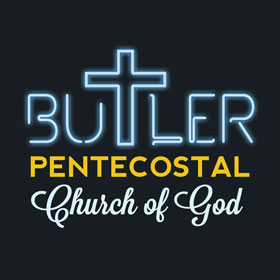 BUTLER
PENTECOSTAL
Church of God